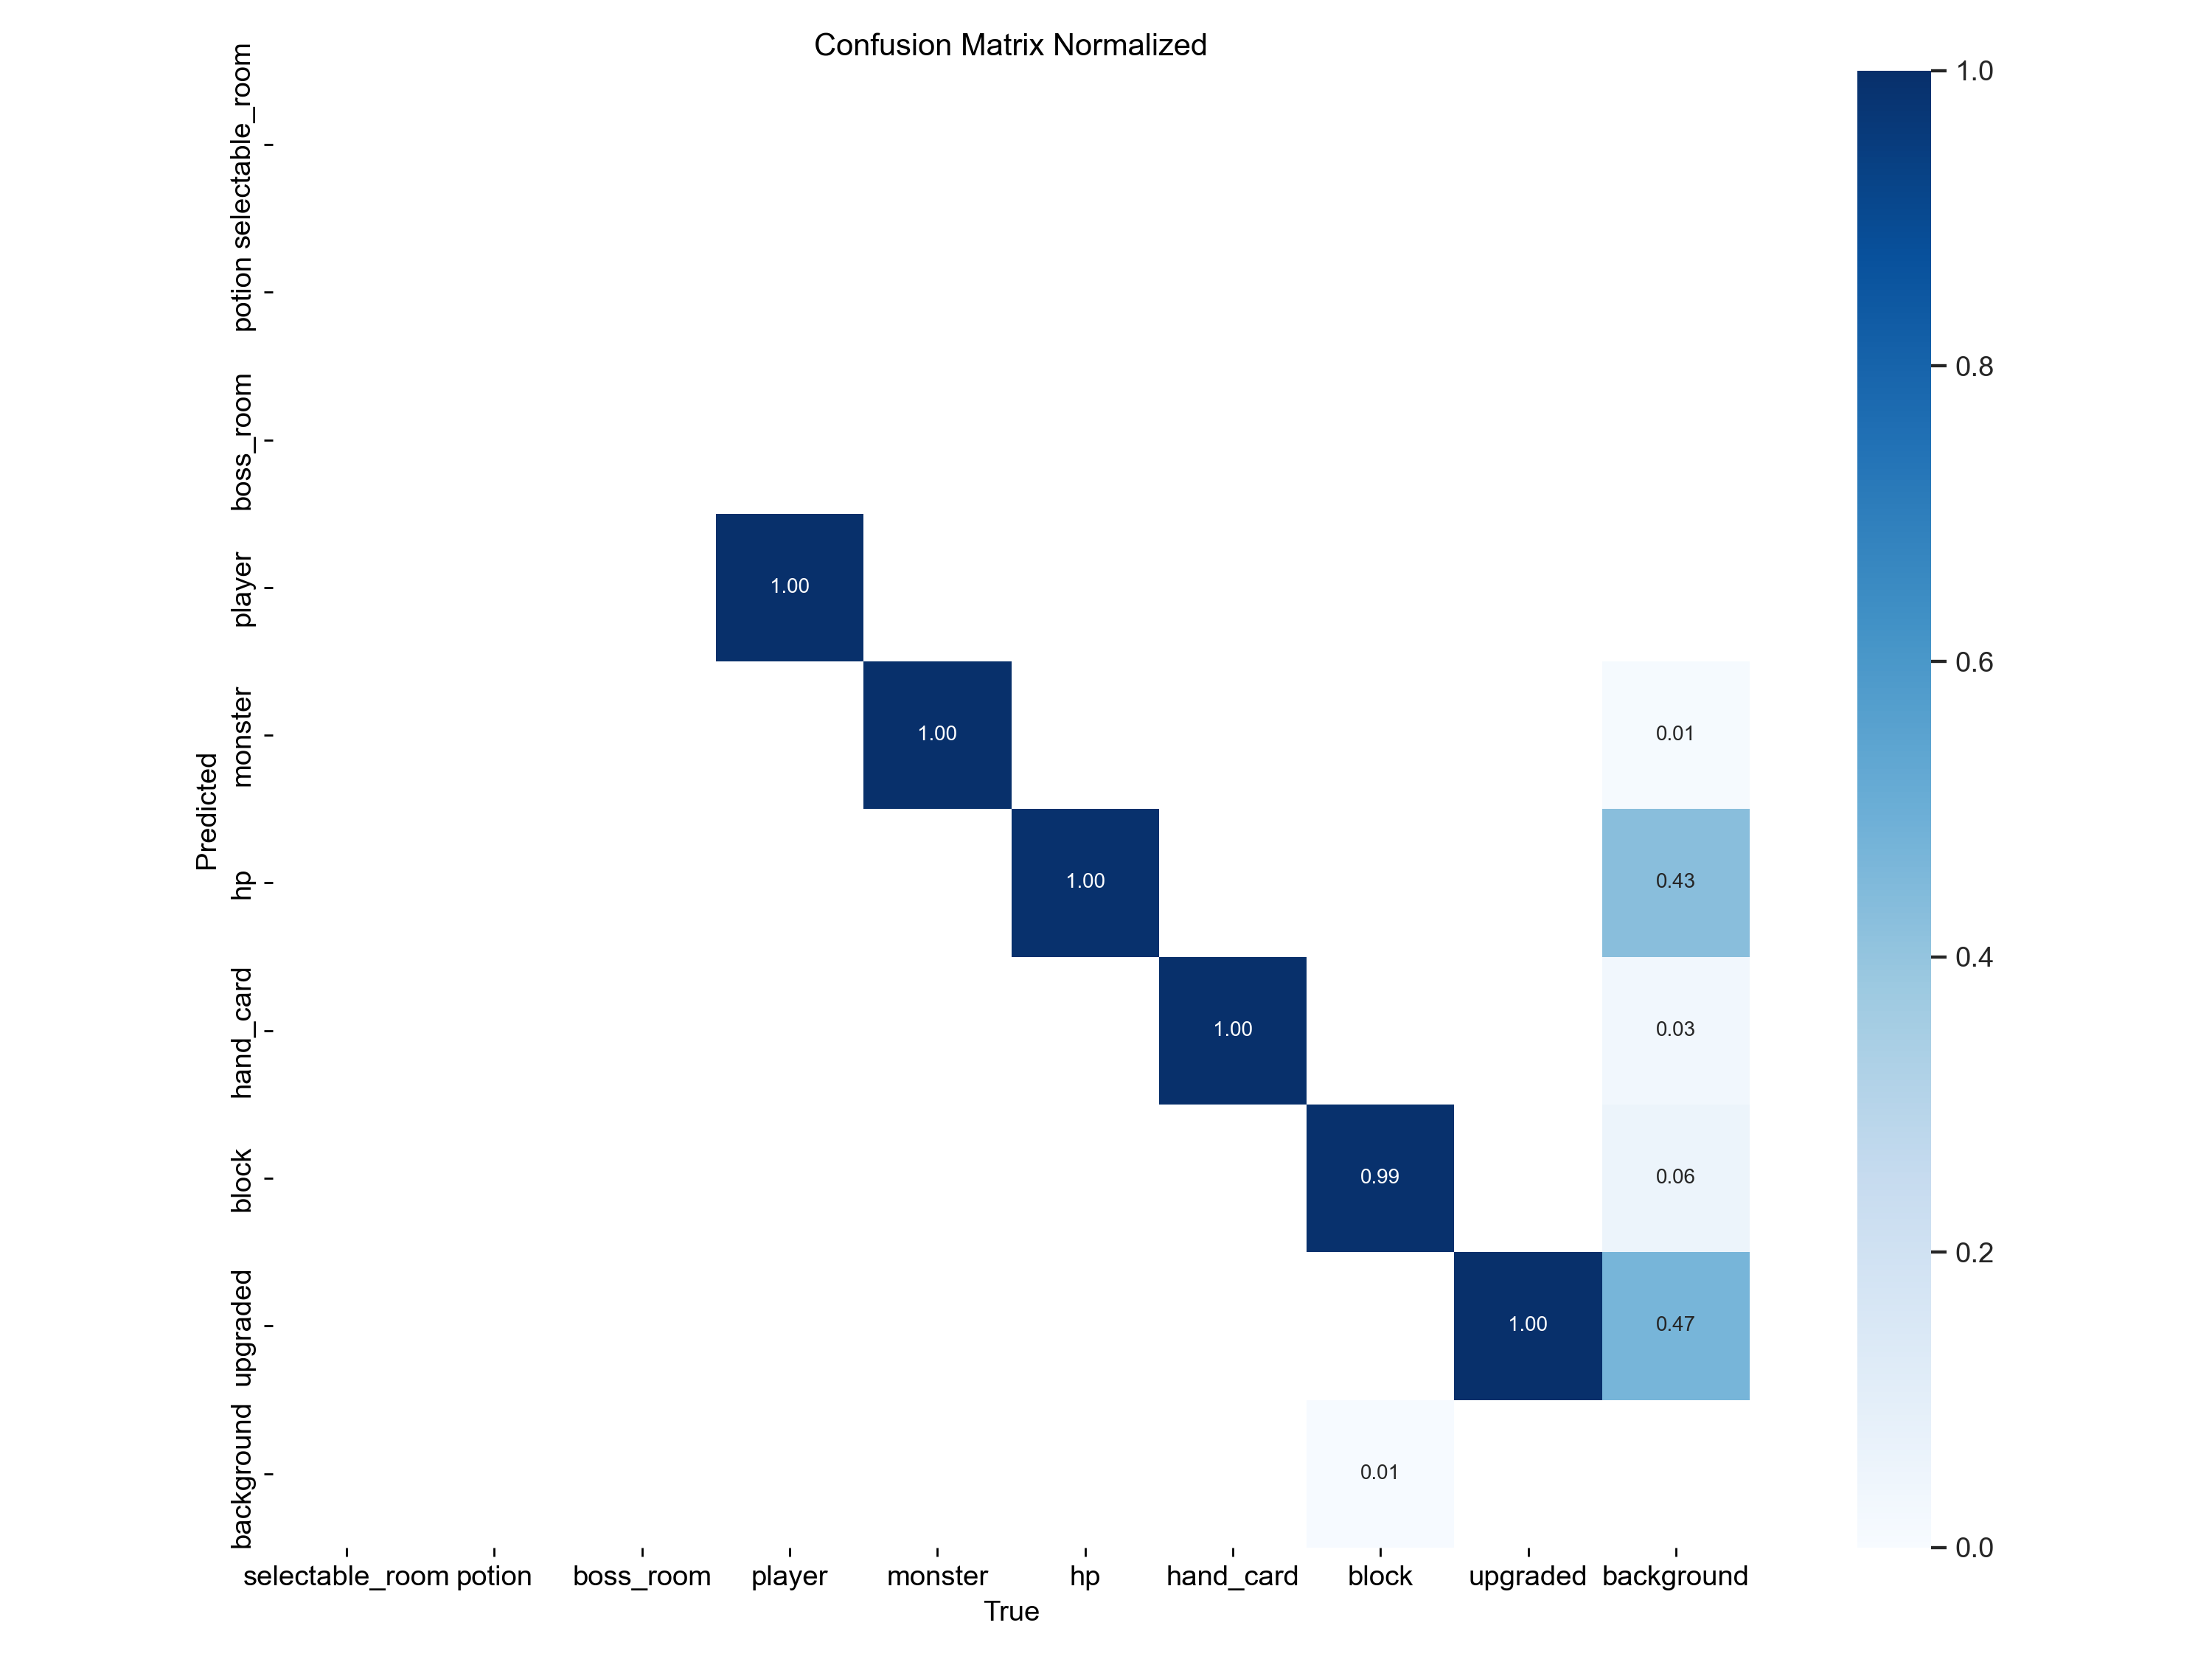 Confusion Matrix Normalized
Predicted
selectable_room
potion
boss_room
player
monster
hp
hand_card
block
upgraded
background
1.00
1.00
0.01
1.00
0.43
1.00
0.03
0.99
0.06
1.00
0.47
0.01
selectable_room potion boss_room player monster hp hand_card block upgraded background
True
1.0
0.8
0.6
0.4
0.2
0.0